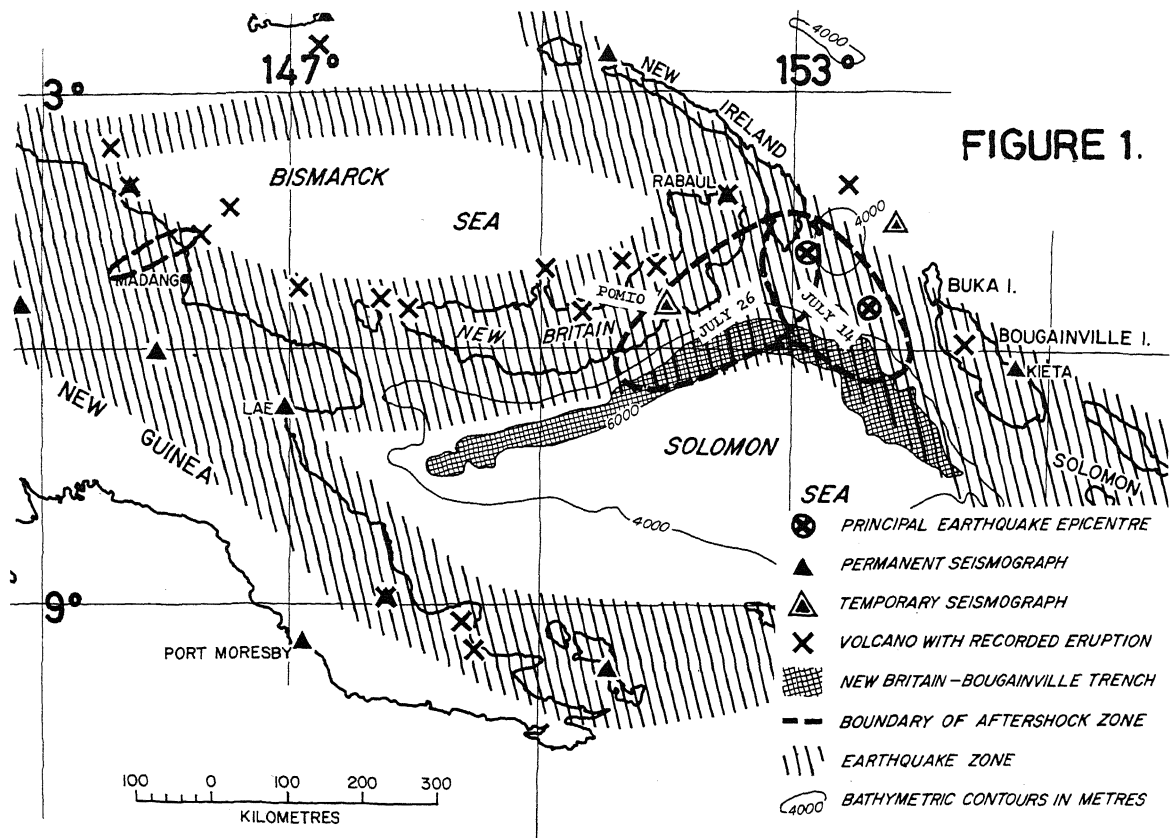 4000
147°
153°
3°
NEW
IRELAND
FIGURE 1.
BISMARCK
SEA
RABAUL
4000
MADANG
POMIO
JULY 26
JULY 14
BUKA I.
NEW
BRITAIN
BOUGAINVILLE I.
KIETA
NEW
GUINEA
LAE
6000
SOLOMON
SEA
SOLOMON
4000
9°
PORT MORESBY
PRINCIPAL EARTHQUAKE EPICENTRE
PERMANENT SEISMOGRAPH
TEMPORARY SEISMOGRAPH
VOLCANO WITH RECORDED ERUPTION
NEW BRITAIN-BOUGAINVILLE TRENCH
BOUNDARY OF AFTERSHOCK ZONE
EARTHQUAKE ZONE
4000 BATHYMETRIC CONTOURS IN METRES
100 0 100 200 300
KILOMETRES